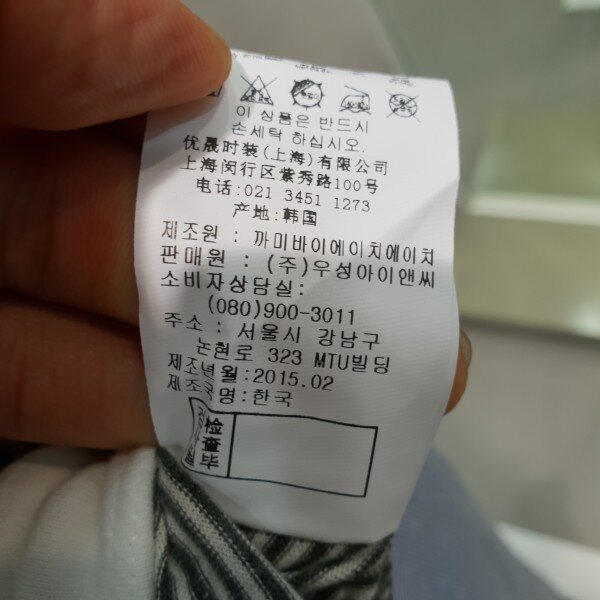 이 상품은 반드시
손세탁 하십시오.
优晟时装(上海)有限公司
上海闵行区紫秀路100号
电话:021 3451 1273
产地:韩国
제조원 : 까미바이에이치에이치
판매원 : (주)우성아이앤씨
소비자상담실:
(080)900-3011
주소 : 서울시 강남구
논현로 323 MTU빌딩
제조년월:2015.02
제조국명:한국
检查毕